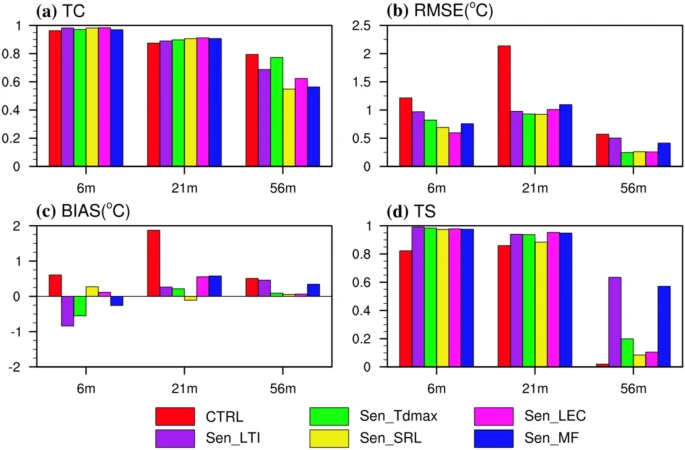 (a) TC
1
0.8
0.6
0.4
0.2
0
6m 21m 56m
(b) RMSE(°C)
2.5
2
1.5
1
0.5
0
6m 21m 56m
(c) BIAS(°C)
2
1
0
-1
-2
6m 21m 56m
(d) TS
1
0.8
0.6
0.4
0.2
0
6m 21m 56m
CTRL Sen_Tdmax Sen_LEC
Sen_LTI Sen_SRL Sen_MF